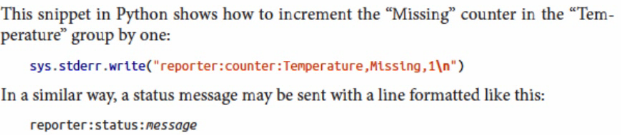 This snippet in Python shows how to increment the “Missing” counter in the “Tem-
perature” group by one:
sys.stderr.write("reporter:counter:Temperature,Missing,1\n")
In a similar way, a status message may be sent with a line formatted like this:
reporter:status:message